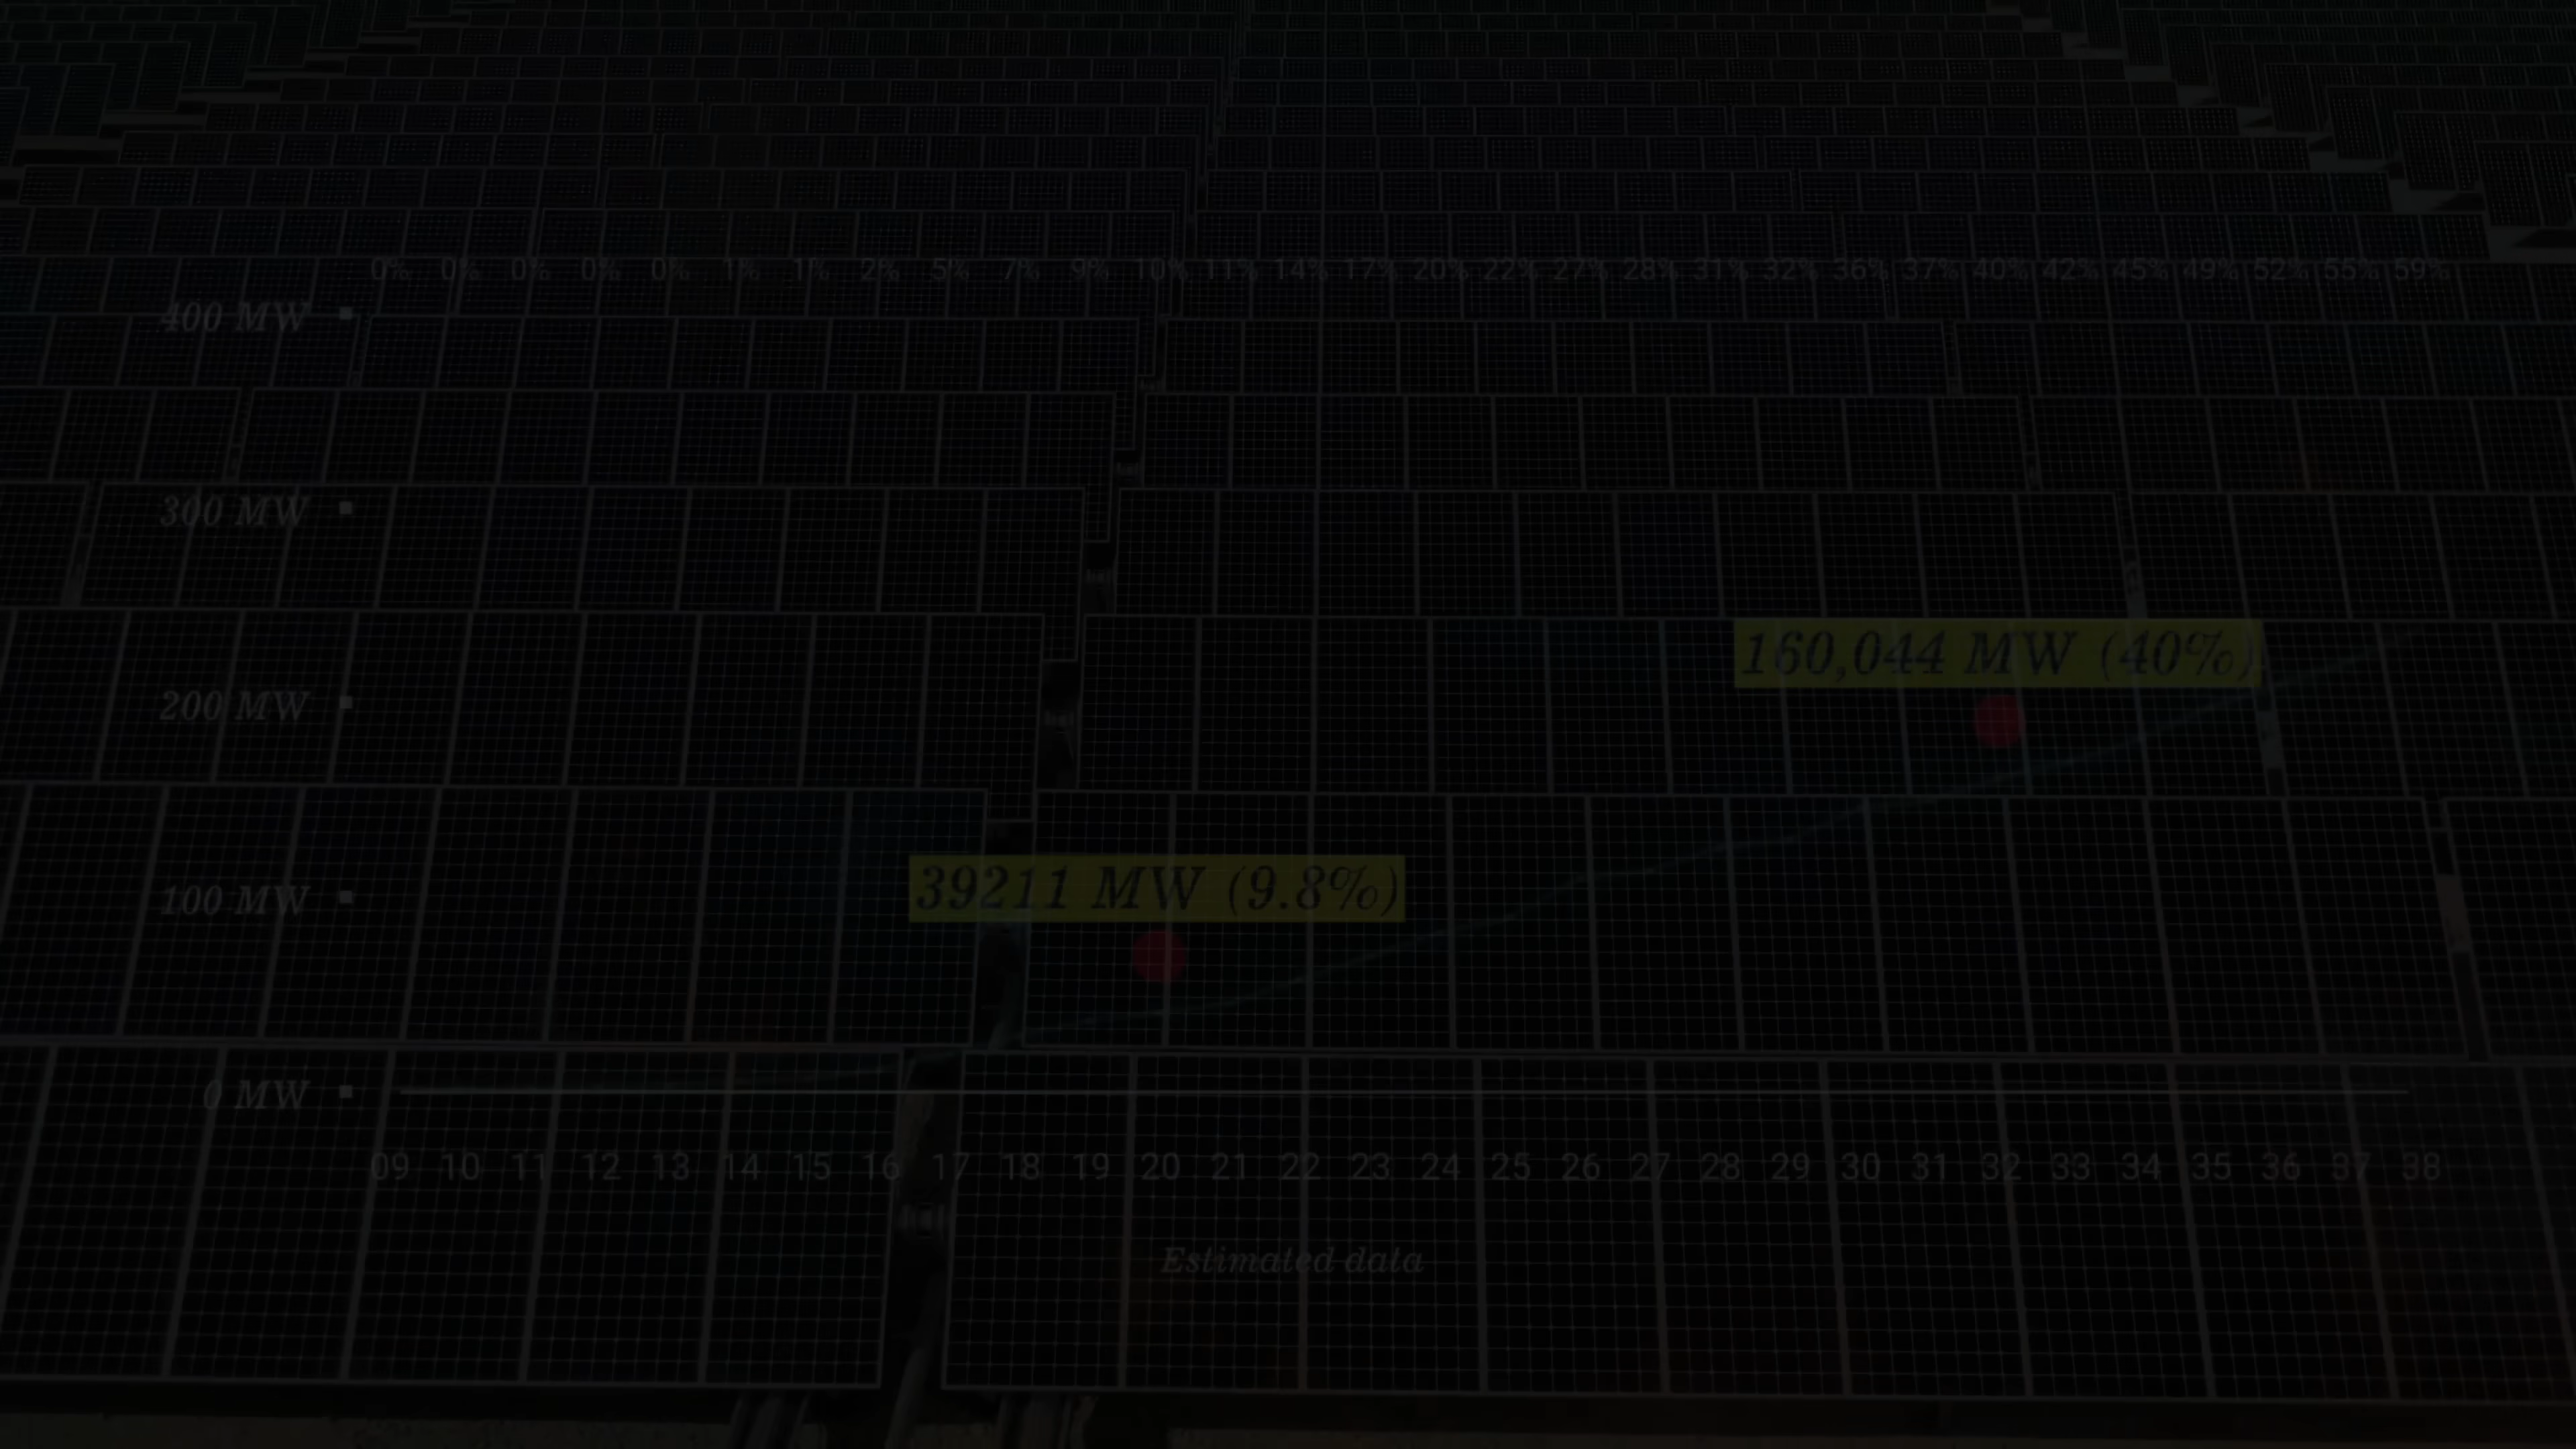 0% 0% 0% 0% 0% 1% 1% 2% 5% 7% 9% 10% 11% 14% 17% 20% 22% 27% 28% 31% 32% 36% 37% 40% 42% 45% 49% 52% 55% 59%
400 MW
300 MW
160,044 MW (40%)
200 MW
39211 MW (9.8%)
100 MW
0 MW
09 10 11 12 13 14 15 16 17 18 19 20 21 22 23 24 25 26 27 28 29 30 31 32 33 34 35 36 37 38
Estimated data